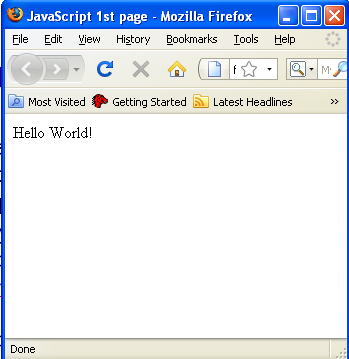 JavaScript 1st page - Mozilla Firefox
File Edit View History Bookmarks Tools Help
f
Most Visited Getting Started Latest Headlines »
Hello World!
Done